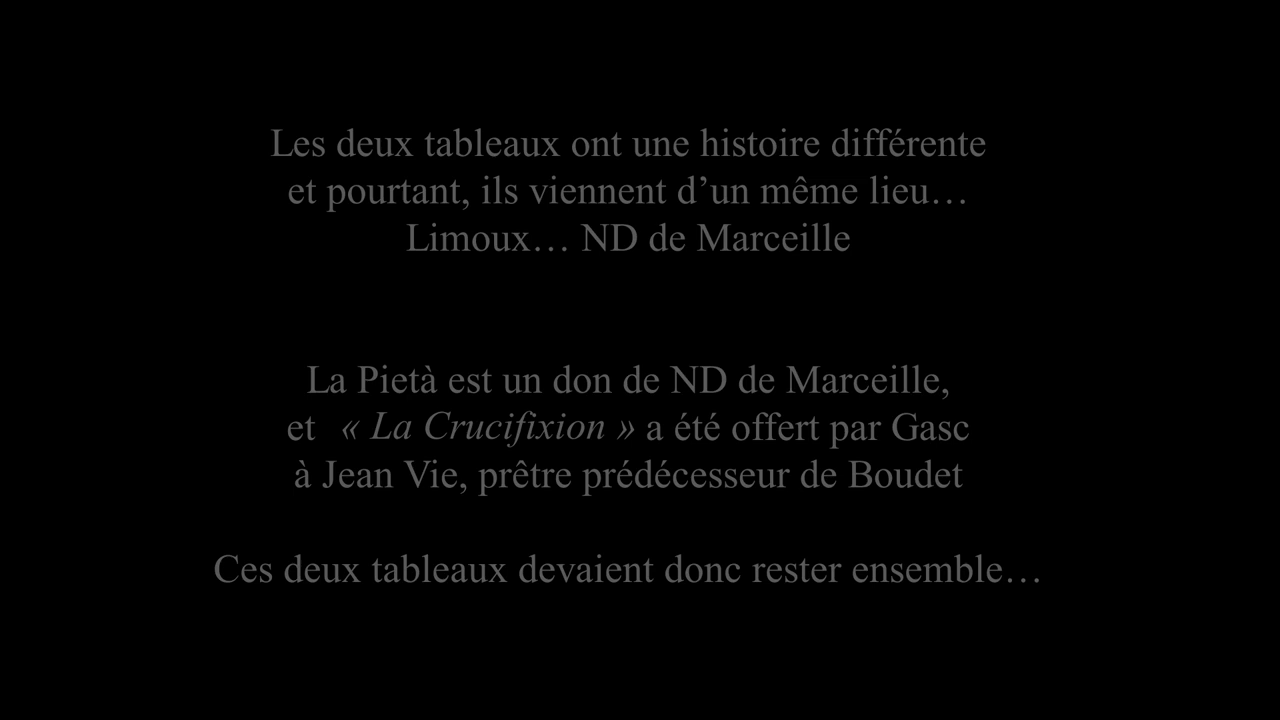 Les deux tableaux ont une histoire différente
et pourtant, ils viennent d’un même lieu…
Limoux… ND de Marceille
La Pietà est un don de ND de Marceille,
et « La Crucifixion » a été offert par Gasc
à Jean Vie, prêtre prédécesseur de Boudet
Ces deux tableaux devaient donc rester ensemble…